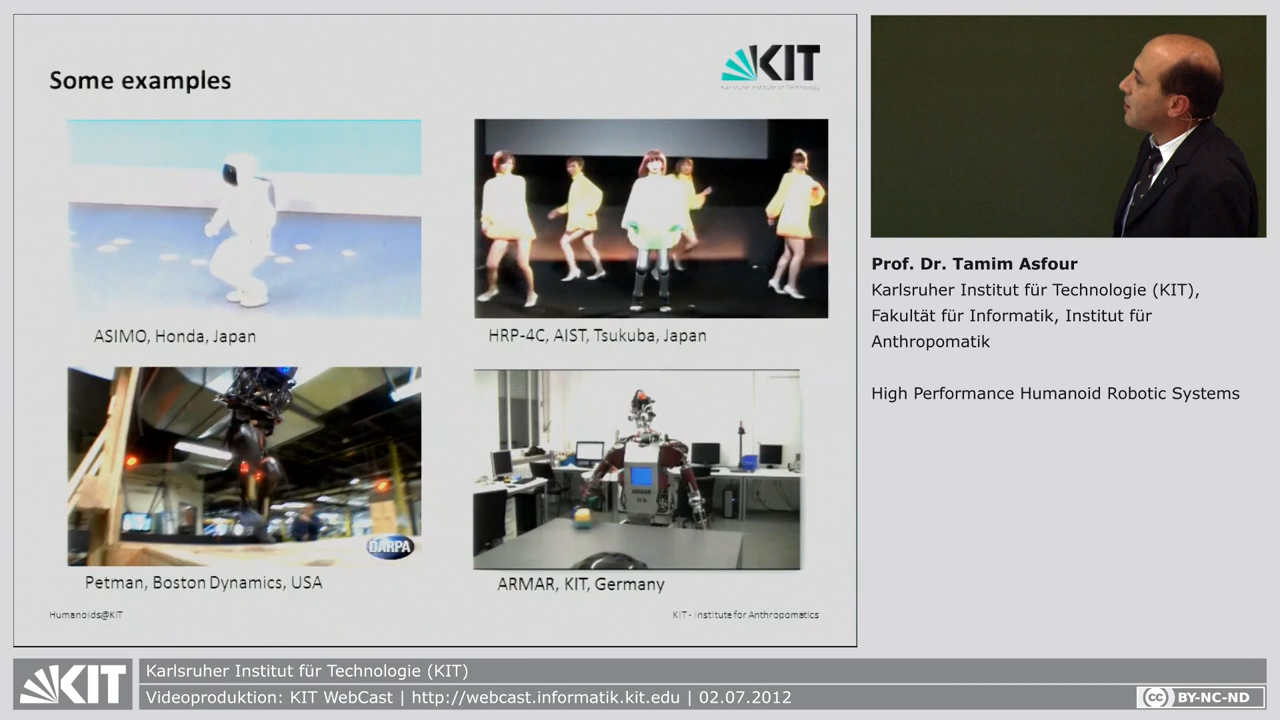 Some examples
KIT
Karlsruhe Institute of Technology
ASIMO, Honda, Japan
HRP-4C, AIST, Tsukuba, Japan
DARPA
ARMAR
Petman, Boston Dynamics, USA
ARMAR, KIT, Germany
Humanoids@KIT
KIT - Institute for Anthropomatics
Prof. Dr. Tamim Asfour
Karlsruher Institut für Technologie (KIT),
Fakultät für Informatik, Institut für
Anthropomatik
High Performance Humanoid Robotic Systems
KIT
Karlsruher Institut für Technologie (KIT)
Videoproduktion: KIT WebCast | http://webcast.informatik.kit.edu | 02.07.2012
cc BY-NC-ND